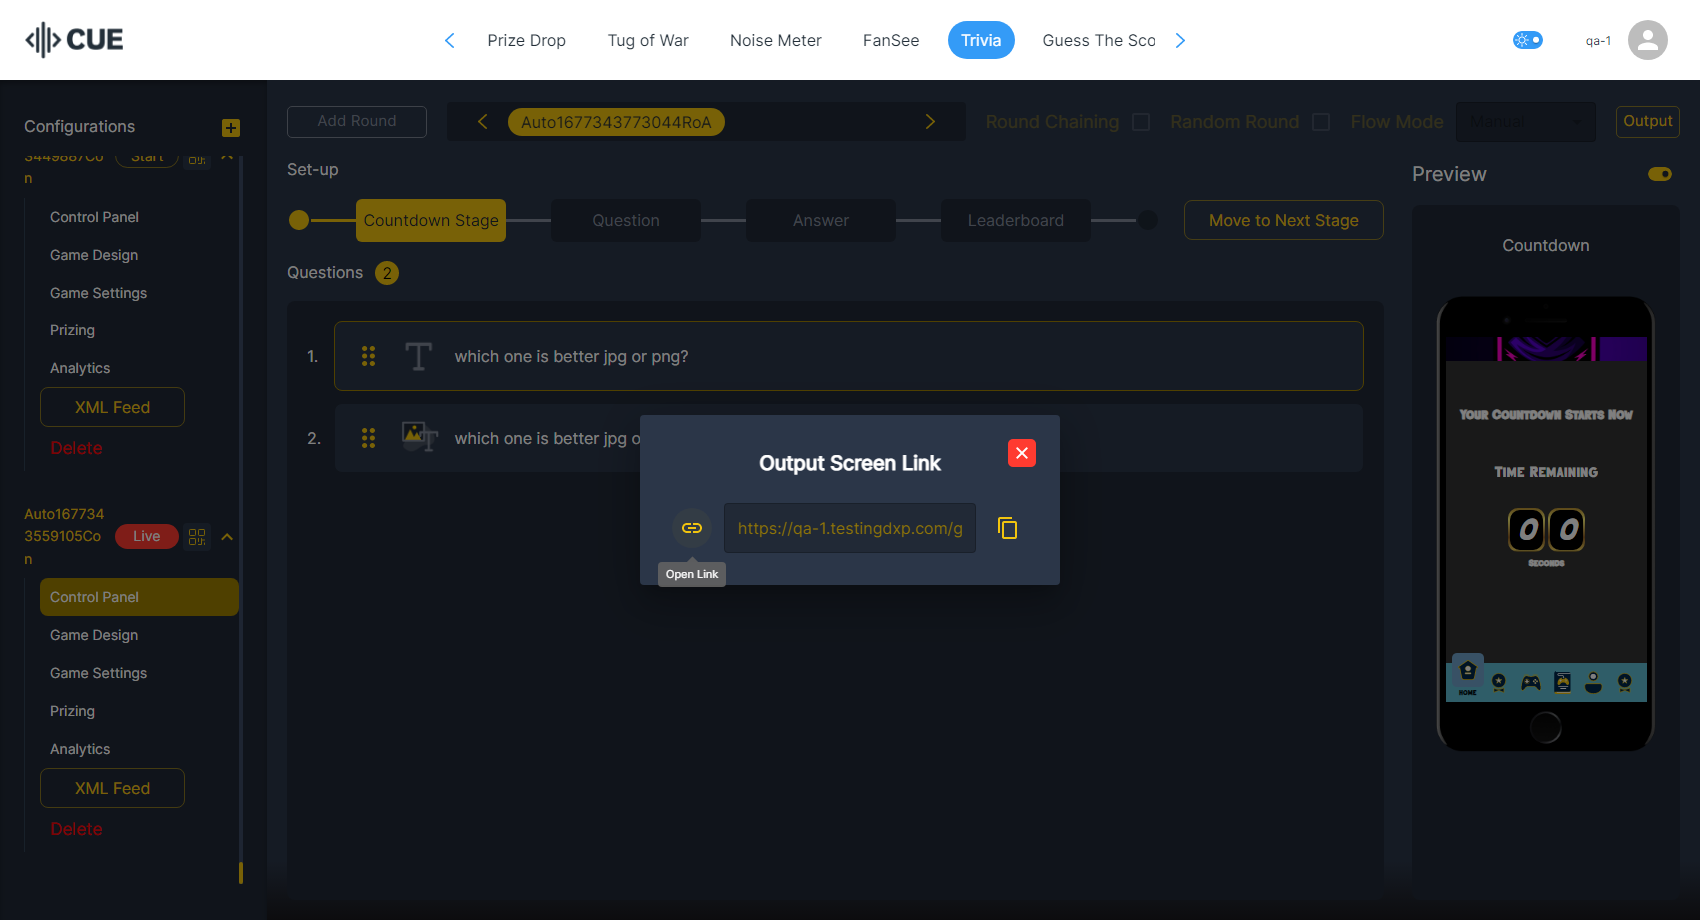 CUE
Prize Drop
Tug of War
Noise Meter
FanSee
Trivia
Guess The Sco
qa-1
Configurations
3449887Co
n
Start
Control Panel
Game Design
Game Settings
Prizing
Analytics
XML Feed
Delete
Auto167734
3559105Co
n
Live
Control Panel
Game Design
Game Settings
Prizing
Analytics
XML Feed
Delete
Add Round
Auto1677343773044RoA
Round Chaining
Random Round
Flow Mode
Manual
Output
Set-up
Countdown Stage
Question
Answer
Leaderboard
Move to Next Stage
Questions 2
1. which one is better jpg or png?
2. which one is better jpg o
Output Screen Link
https://qa-1.testingdxp.com/g
Open Link
Preview
Countdown
Your Countdown Starts Now
Time Remaining
0 0
Seconds
HOME